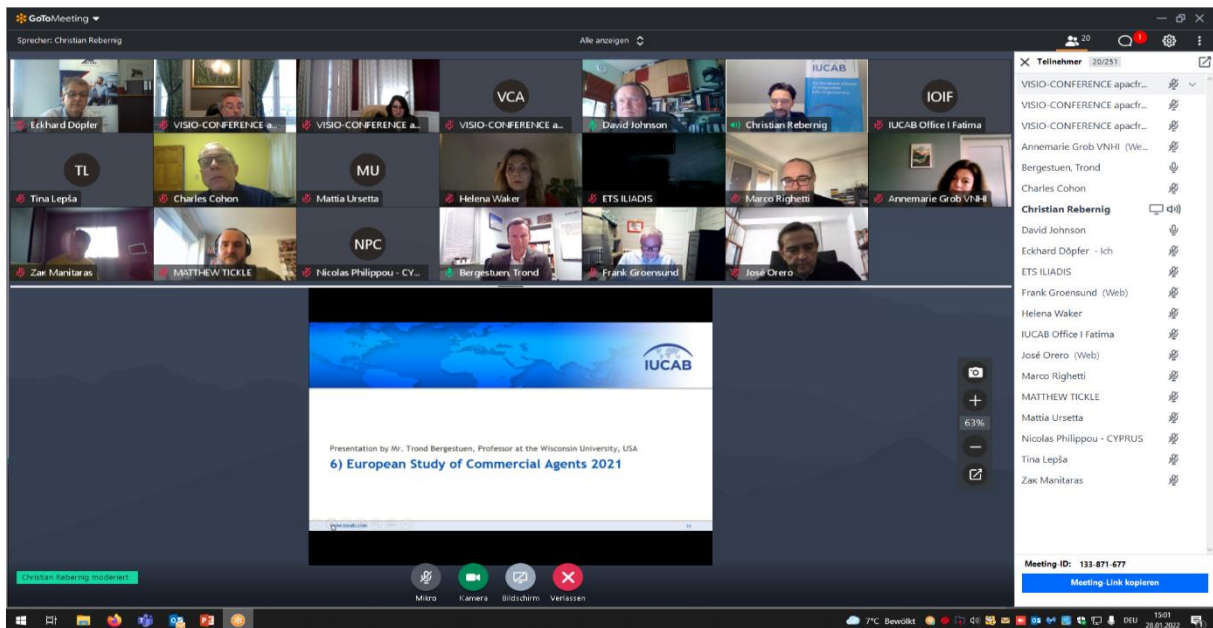 GoToMeeting
Sprecher: Christian Rebernig
Alle anzeigen
20
1
Eckhard Döpfer
VISIO-CONFERENCE a...
VISIO-CONFERENCE a...
VCA
VISIO-CONFERENCE a...
David Johnson
IUCAB
Christian Rebernig
IOIF
IUCAB Office I Fatima
TL
Tina Lepša
Charles Cohon
MU
Mattia Ursetta
Helena Waker
ETS ILIADIS
Marco Righetti
Annemarie Grob VNHI
Zак Manitaras
MATTHEW TICKLE
NPC
Nicolas Philippou - CY...
Bergestuen, Trond
Frank Groensund
José Orero
IUCAB
Presentation by Mr. Trond Bergestuen, Professor at the Wisconsin University, USA
6) European Study of Commercial Agents 2021
63%
Christian Rebernig moderiert
Mikro
Kamera
Bildschirm
Verlassen
Teilnehmer 20/251
VISIO-CONFERENCE apacfr...
VISIO-CONFERENCE apacfr...
VISIO-CONFERENCE apacfr...
Annemarie Grob VNHI (We...
Bergestuen, Trond
Charles Cohon
Christian Rebernig
David Johnson
Eckhard Döpfer - Ich
ETS ILIADIS
Frank Groensund (Web)
Helena Waker
IUCAB Office I Fatima
José Orero (Web)
Marco Righetti
MATTHEW TICKLE
Mattia Ursetta
Nicolas Philippou - CYPRUS
Tina Lepša
Zак Manitaras
Meeting-ID: 133-871-677
Meeting-Link kopieren
7°C Bewölkt
DEU
15:01
28.01.2022